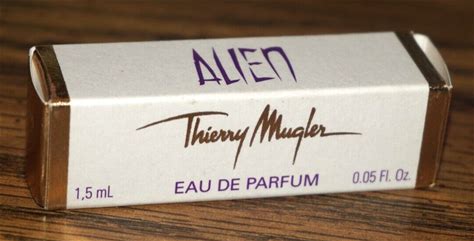 ALIEN
Thierry Mugler
1,5 mL EAU DE PARFUM 0.05 Fl. Oz.